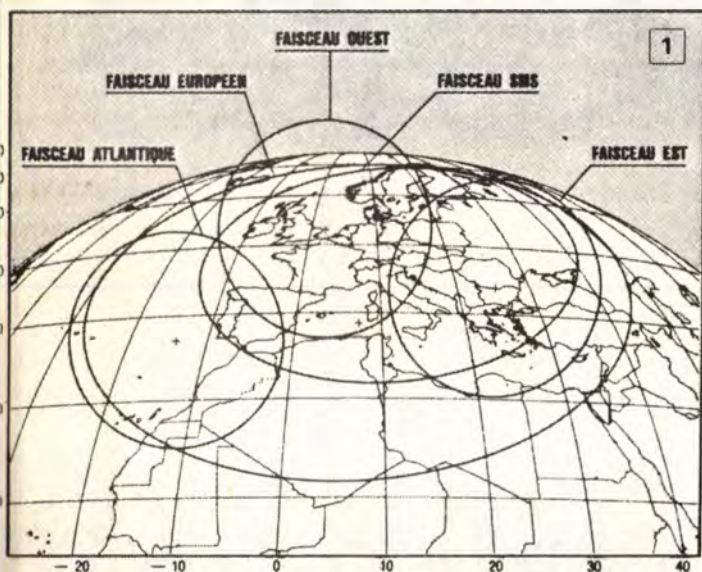 FAISCEAU OUEST
1
FAISCEAU EUROPEEN
FAISCEAU SMS
FAISCEAU ATLANTIQUE
FAISCEAU EST
— 20 — 10 0 10 20 30 40